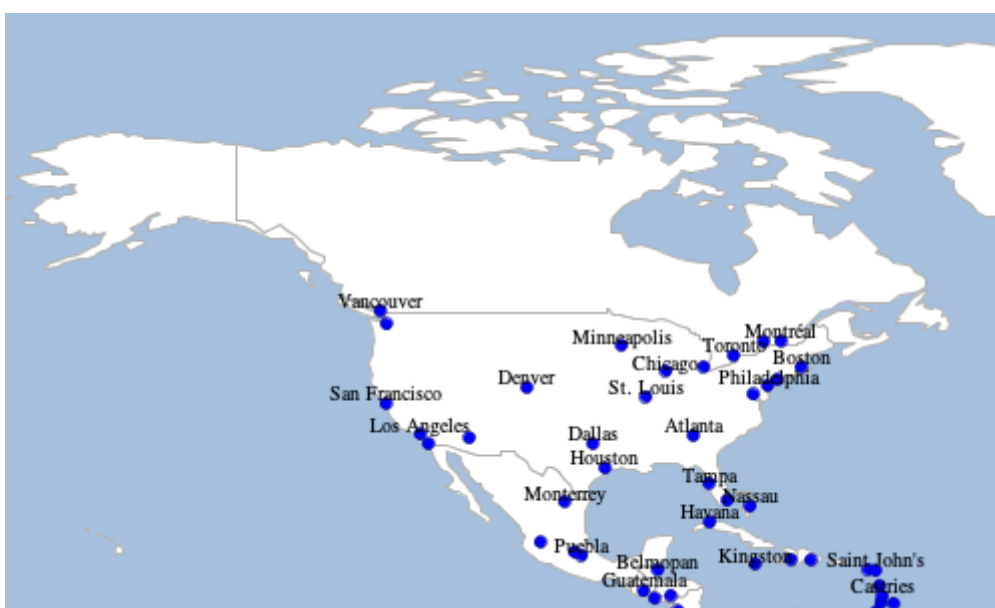 Vancouver
Minneapolis
Montréal
Toronto
Boston
Chicago
Denver
Philadelphia
St. Louis
San Francisco
Los Angeles
Atlanta
Dallas
Houston
Tampa
Monterrey
Nassau
Havana
Puebla
Kingston
Belmopan
Saint John's
Guatemala
Castries